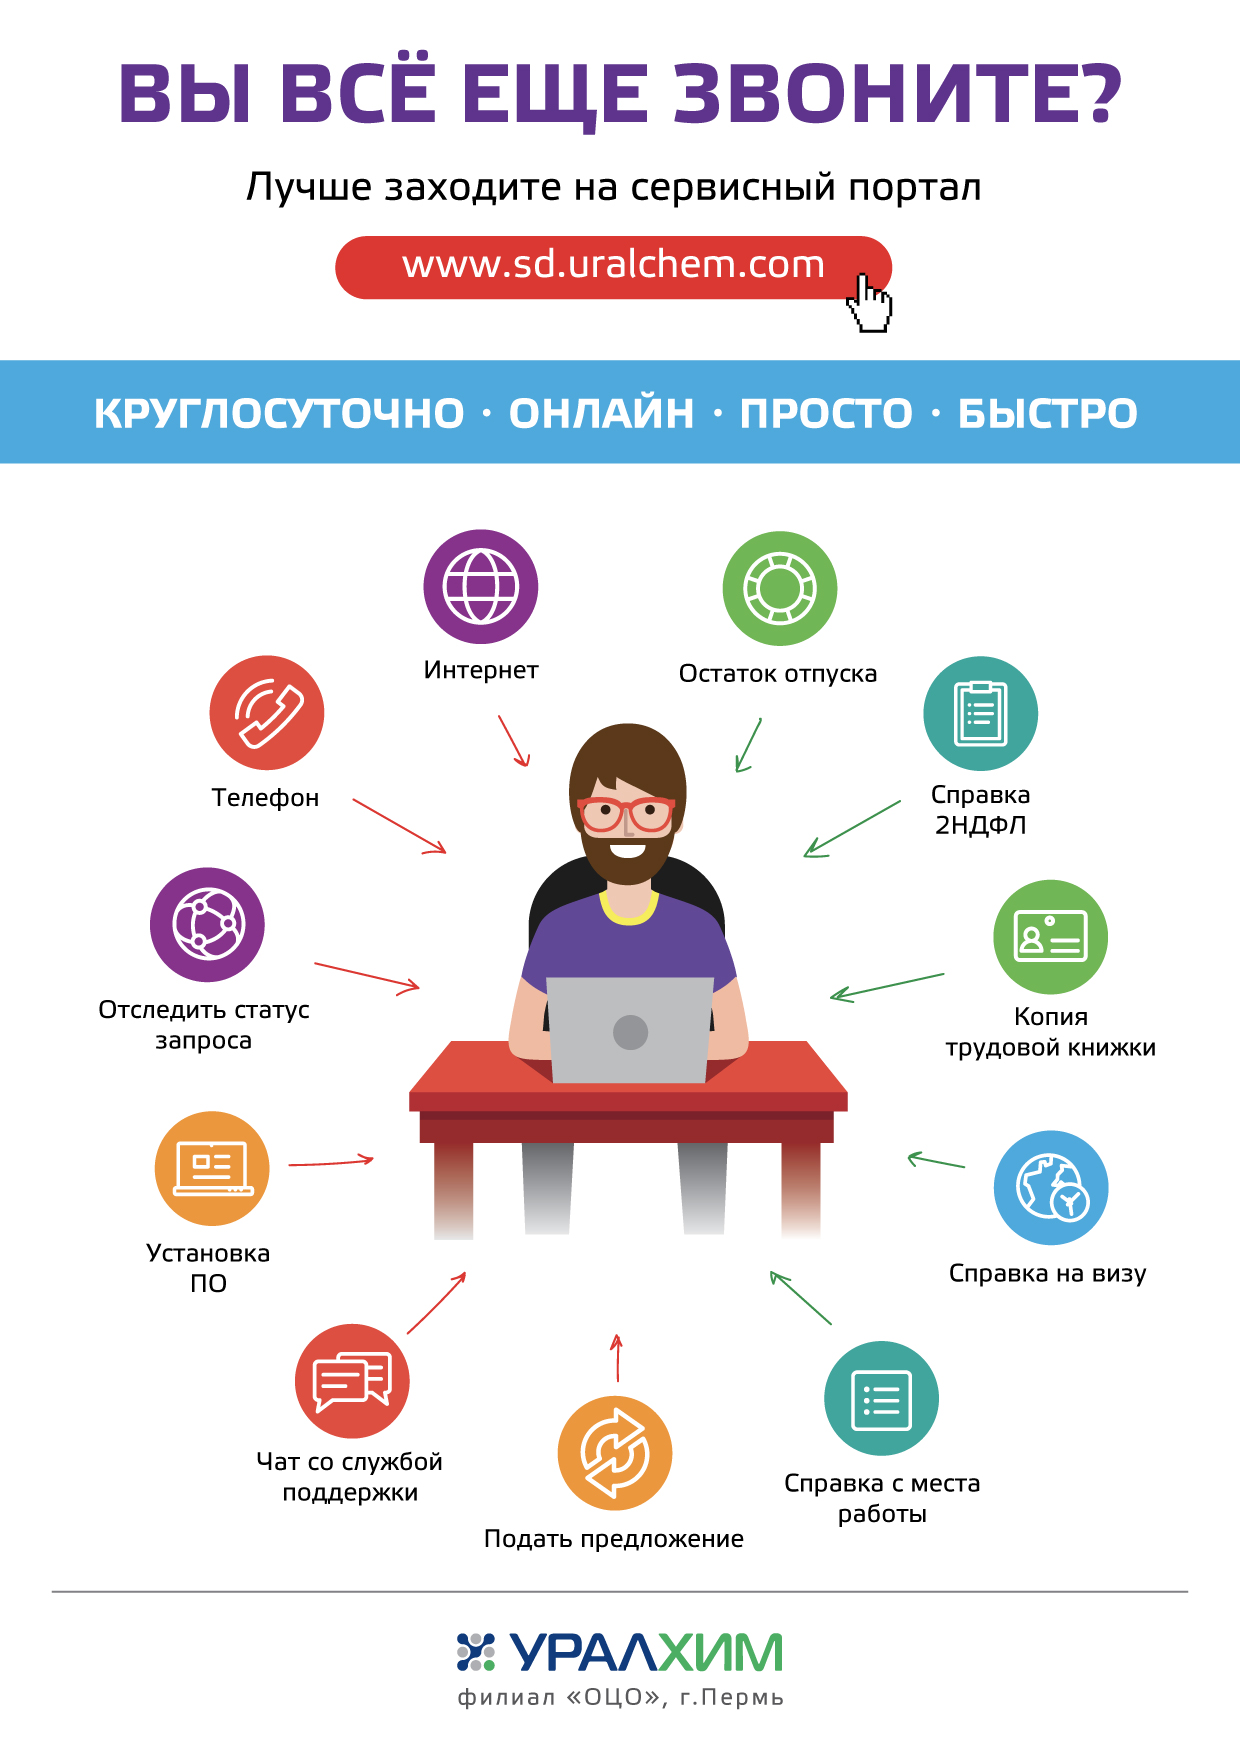 ВЫ ВСЁ ЕЩЕ ЗВОНИТЕ?
Лучше заходите на сервисный портал
www.sd.uralchem.com
КРУГЛОСУТОЧНО · ОНЛАЙН · ПРОСТО · БЫСТРО
Интернет
Остаток отпуска
Телефон
Справка
2НДФЛ
Отследить статус
запроса
Копия
трудовой книжки
Установка
ПО
Справка на визу
Чат со службой
поддержки
Справка с места
работы
Подать предложение
УРАЛХИМ
филиал «ОЦО», г.Пермь